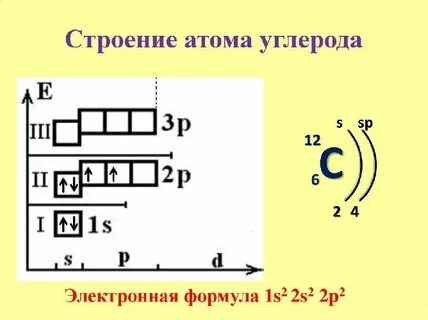 Строение атома углерода
E
III 3p
II 2p
I 1s
s p d
s sp
12
6 C
2 4
Электронная формула 1s² 2s² 2p²